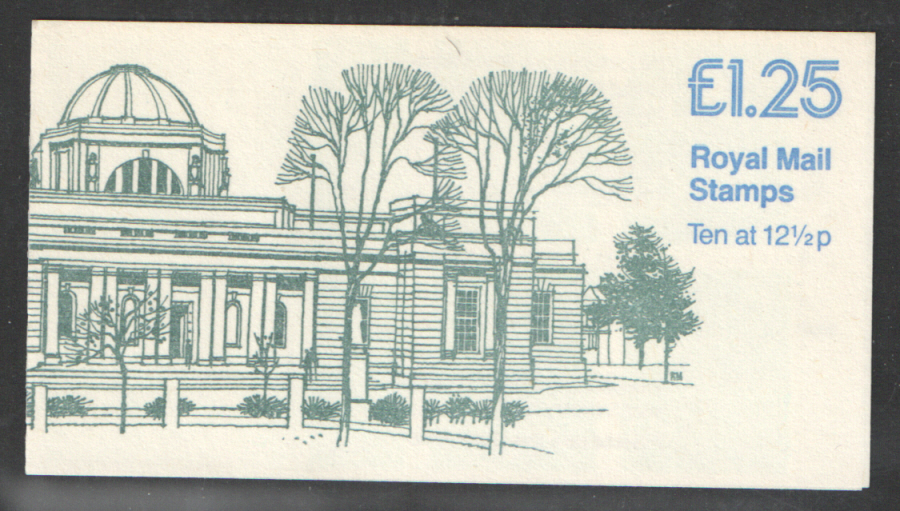 £1.25
Royal Mail
Stamps
Ten at 12½p